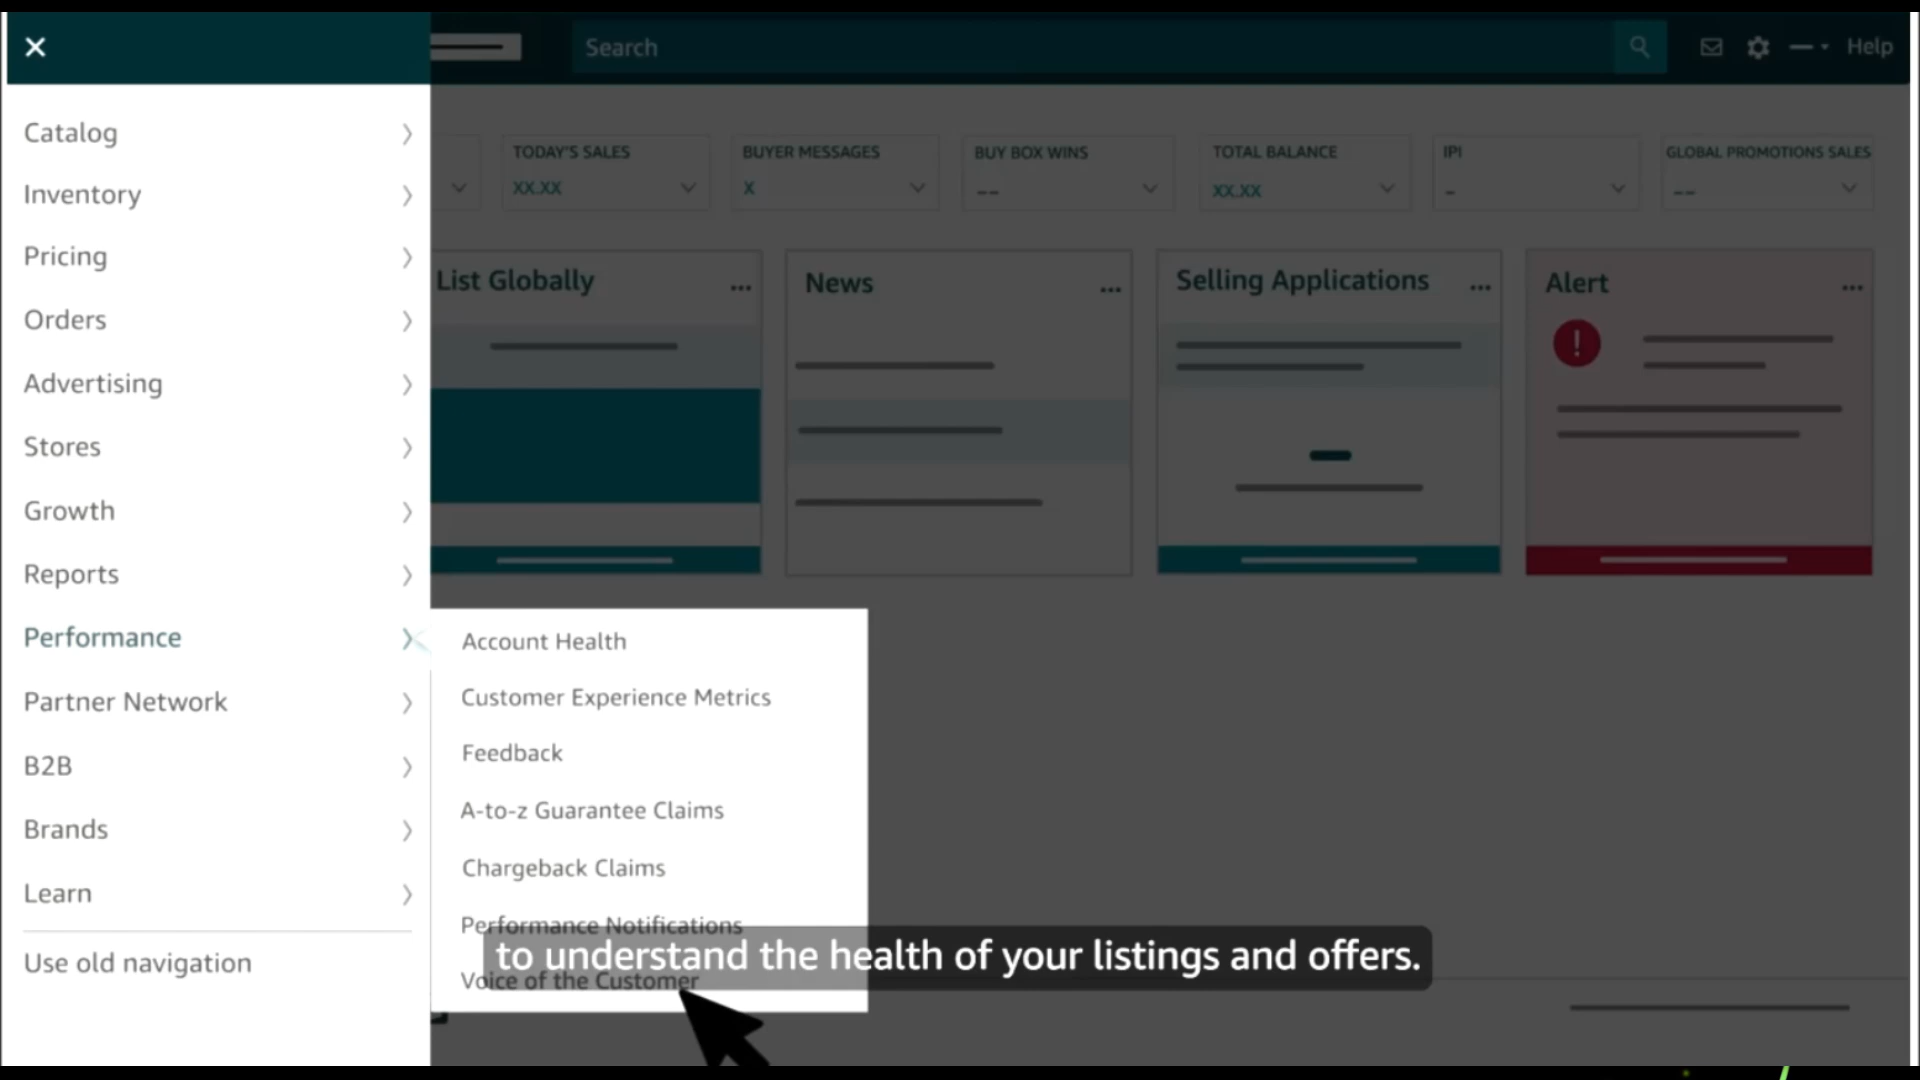 Search
Help
Catalog
Inventory
Pricing
Orders
Advertising
Stores
Growth
Reports
Performance
Partner Network
B2B
Brands
Learn
Use old navigation
TODAY'S SALES
XX.XX
BUYER MESSAGES
X
BUY BOX WINS
--
TOTAL BALANCE
XX.XX
IPI
-
GLOBAL PROMOTIONS SALES
--
List Globally
News
Selling Applications
Alert
!
Account Health
Customer Experience Metrics
Feedback
A-to-z Guarantee Claims
Chargeback Claims
Performance Notifications
Voice of the Customer
to understand the health of your listings and offers.